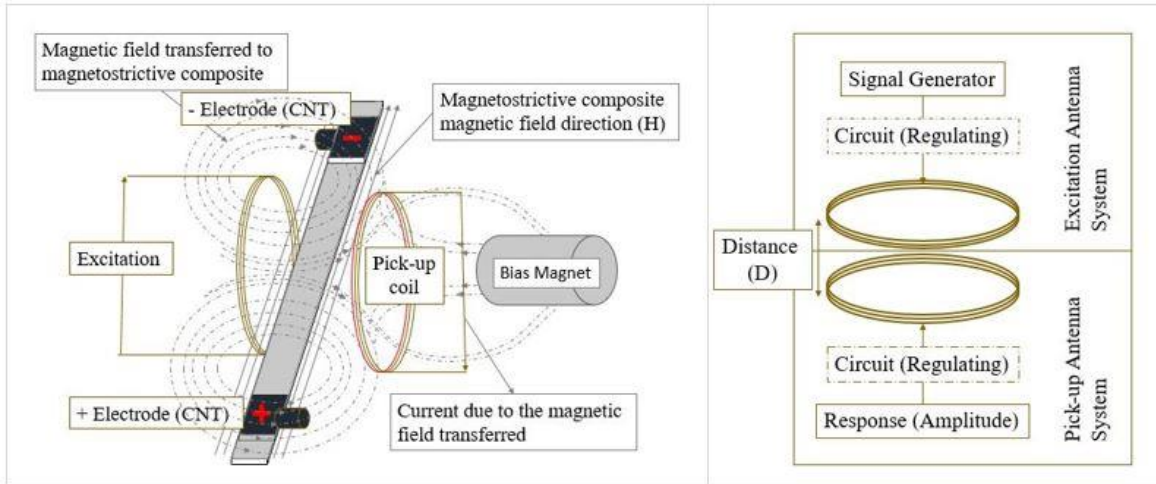 Magnetic field transferred to
magnetostrictive composite
- Electrode (CNT)
Magnetostrictive composite
magnetic field direction (H)
Excitation
Pick-up
coil
Bias Magnet
+ Electrode (CNT)
Current due to the magnetic
field transferred
Signal Generator
Circuit (Regulating)
Excitation Antenna
System
Distance
(D)
Circuit (Regulating)
Response (Amplitude)
Pick-up Antenna
System